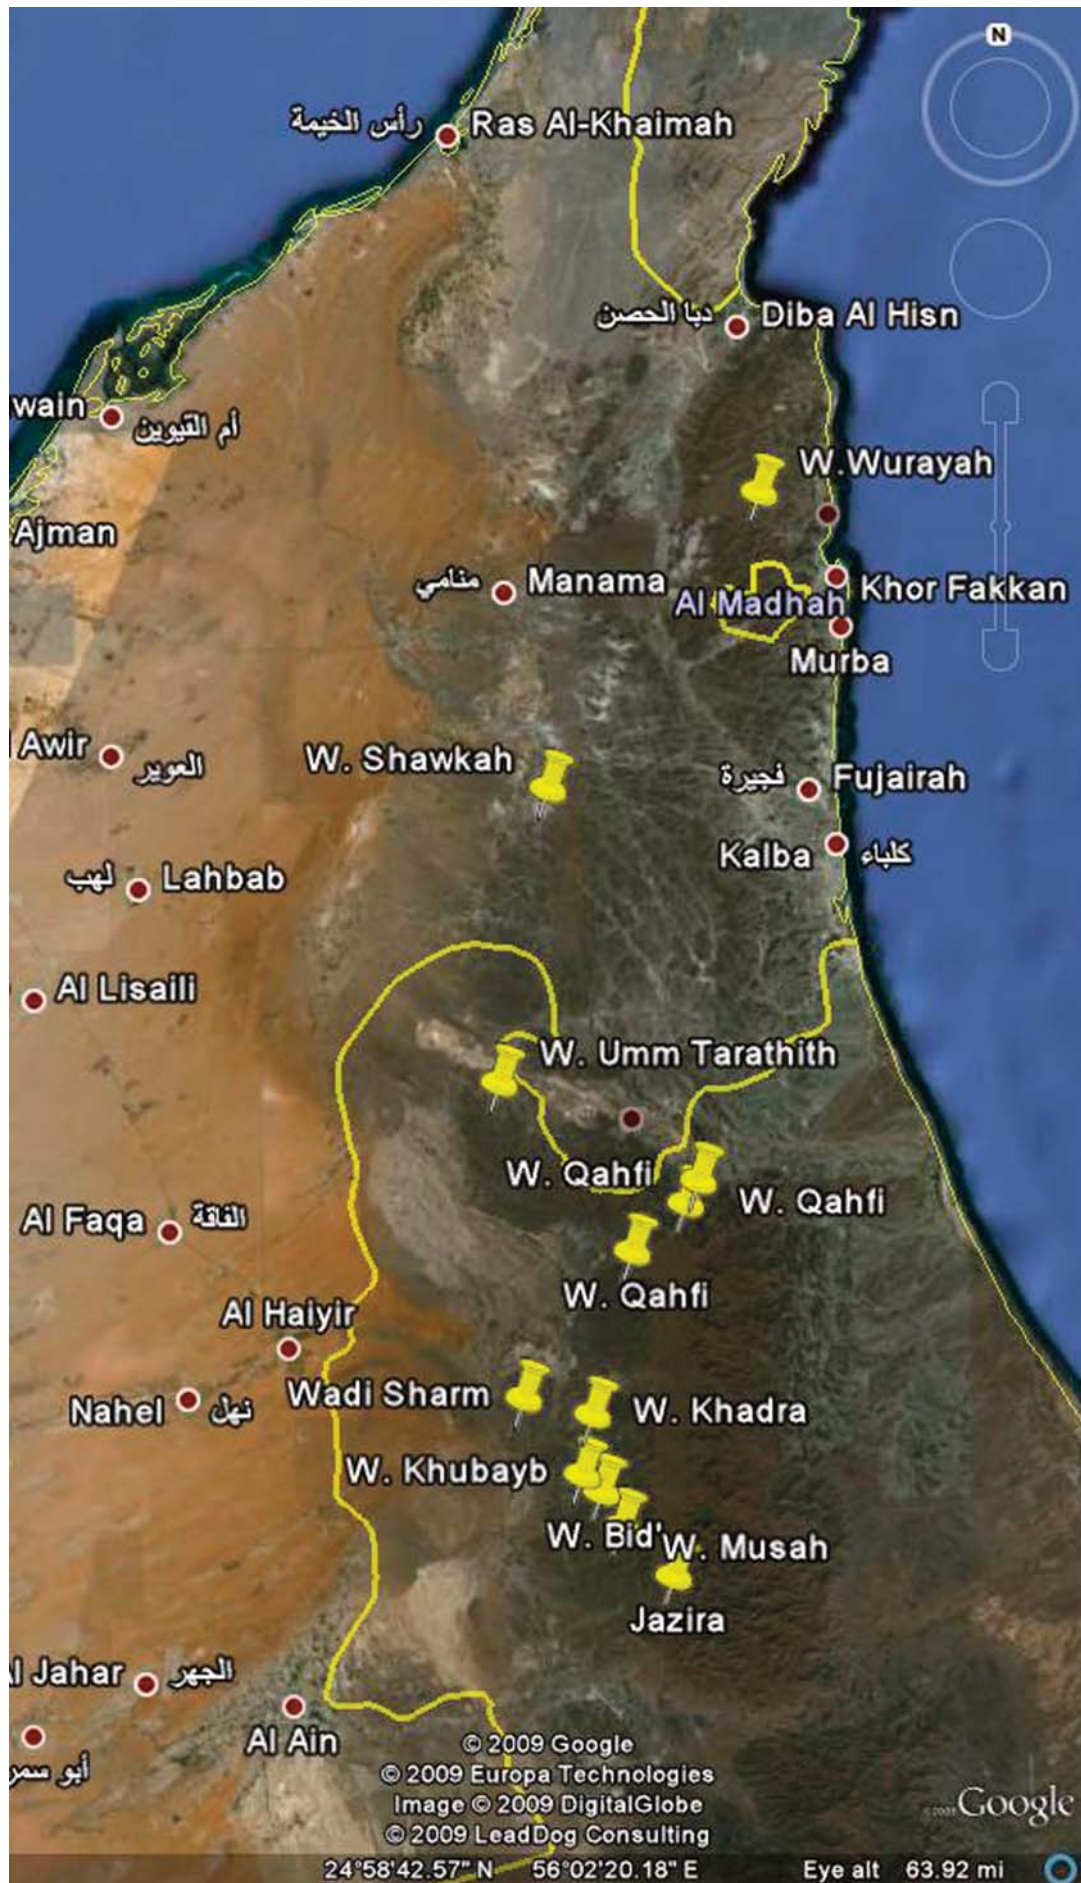 N
رأس الخيمة Ras Al-Khaimah
دبا الحصن Diba Al Hisn
wain
أم القيوين
W.Wurayah
Ajman
منامي Manama
Khor Fakkan
Al Madhah
Murba
Awir
العوير
W. Shawkah
فجيرة Fujairah
Kalba كلباء
لهب Lahbab
Al Lisaili
W. Umm Tarathith
W. Qahfi
W. Qahfi
Al Faqa الفاقة
W. Qahfi
Al Haiyir
Wadi Sharm
Nahel نهل
W. Khadra
W. Khubayb
W. Bid'
W. Musah
Jazira
l Jahar الجهر
Al Ain
أبو سمر
© 2009 Google
© 2009 Europa Technologies
Image © 2009 DigitalGlobe
© 2009 LeadDog Consulting
©2009 Google
24°58'42.57" N 56°02'20.18" E Eye alt 63.92 mi